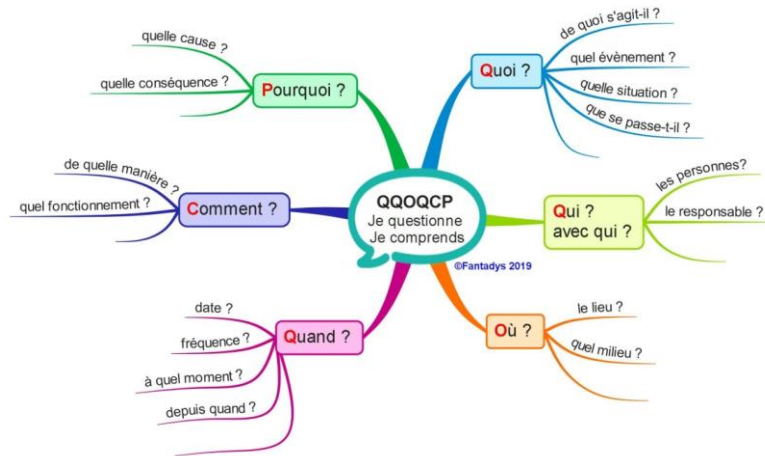 QQOQCP
Je questionne
Je comprends
©Fantadys 2019
Quoi ?
de quoi s'agit-il ?
quel évènement ?
quelle situation ?
que se passe-t-il ?
Qui ?
avec qui ?
les personnes?
le responsable ?
Où ?
le lieu ?
quel milieu ?
Quand ?
date ?
fréquence ?
à quel moment ?
depuis quand ?
Comment ?
de quelle manière ?
quel fonctionnement ?
Pourquoi ?
quelle cause ?
quelle conséquence ?